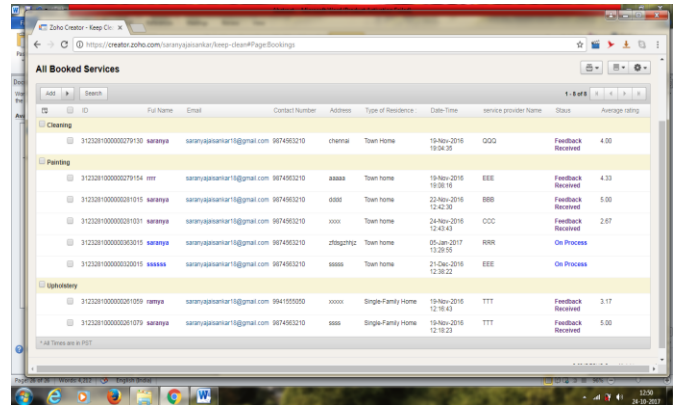 Zoho Creator - Keep Cle
https://creator.zoho.com/saranyajaisankar/keep-clean#Page:Bookings
All Booked Services
Add Search 1 - 8 of 8
ID Ful Name Email Contact Number Address Type of Residence Date-Time service provider Name Staus Average rating
Cleaning
3123281000000279130 saranya saranyajaisankar18@gmail.com 9874563210 chennai Town Home 19-Nov-2016 QQQ Feedback 4.00
19:04:35 Received
Painting
3123281000000279154 rrrr saranyajaisankar18@gmail.com 9874563210 aaaaa Town home 19-Nov-2016 EEE Feedback 4.33
19:08:16 Received
3123281000000281015 saranya saranyajaisankar18@gmail.com 9874563210 dddd Town home 22-Nov-2016 BBB Feedback 5.00
12:42:30 Received
3123281000000281031 saranya saranyajaisankar18@gmail.com 9874563210 xxxx Town home 24-Nov-2016 CCC Feedback 2.67
12:43:43 Received
3123281000000363015 saranya saranyajaisankar18@gmail.com 9874563210 Town home 05-Jan-2017 RRR On Process
13:29:55
3123281000000320015 ssssss saranyajaisankar18@gmail.com 9874563210 sssss Town home 21-Dec-2016 EEE On Process
12:38:22
Upholstery
3123281000000261059 ramya saranyajaisankar18@gmail.com 9941555050 xxxxx Single-Family Home 19-Nov-2016 TTT Feedback 3.17
12:16:43 Received
3123281000000261079 saranya saranyajaisankar18@gmail.com 9874563210 ssss Single-Family Home 19-Nov-2016 TTT Feedback 5.00
12:18:23 Received
* All Times are in PST
Page: 26 of 26 Words: 4,212 English (India) 96%
12:50
24-10-2017